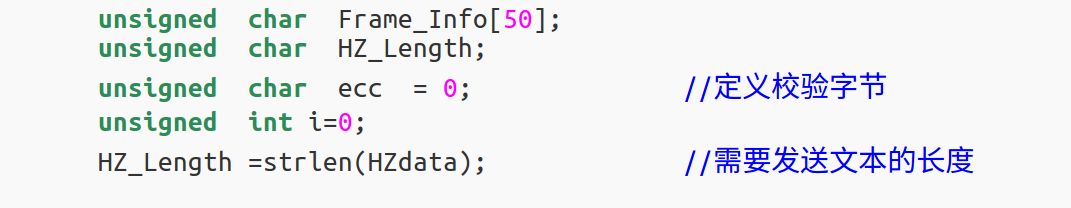 unsigned  char  Frame_Info[50];
unsigned  char  HZ_Length;
unsigned  char  ecc  = 0;              //定义校验字节
unsigned  int i=0;
HZ_Length =strlen(HZdata);             //需要发送文本的长度